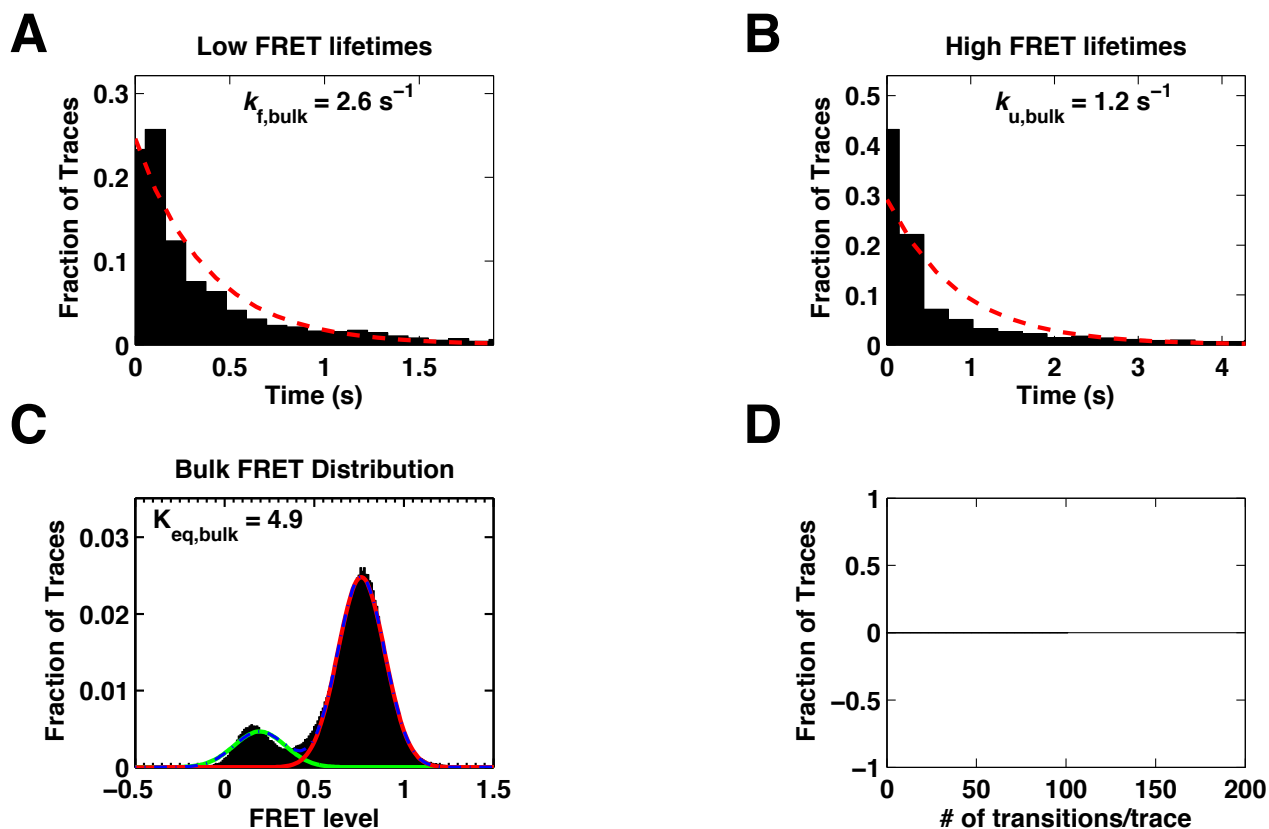 A
Low FRET lifetimes
k_f,bulk = 2.6 s⁻¹
Fraction of Traces
0.3
0.2
0.1
0
0 0.5 1 1.5
Time (s)
B
High FRET lifetimes
k_u,bulk = 1.2 s⁻¹
Fraction of Traces
0.5
0.4
0.3
0.2
0.1
0
0 1 2 3 4
Time (s)
C
Bulk FRET Distribution
K_eq,bulk = 4.9
Fraction of Traces
0.03
0.02
0.01
0
−0.5 0 0.5 1 1.5
FRET level
D
Fraction of Traces
1
0.5
0
−0.5
−1
0 50 100 150 200
# of transitions/trace